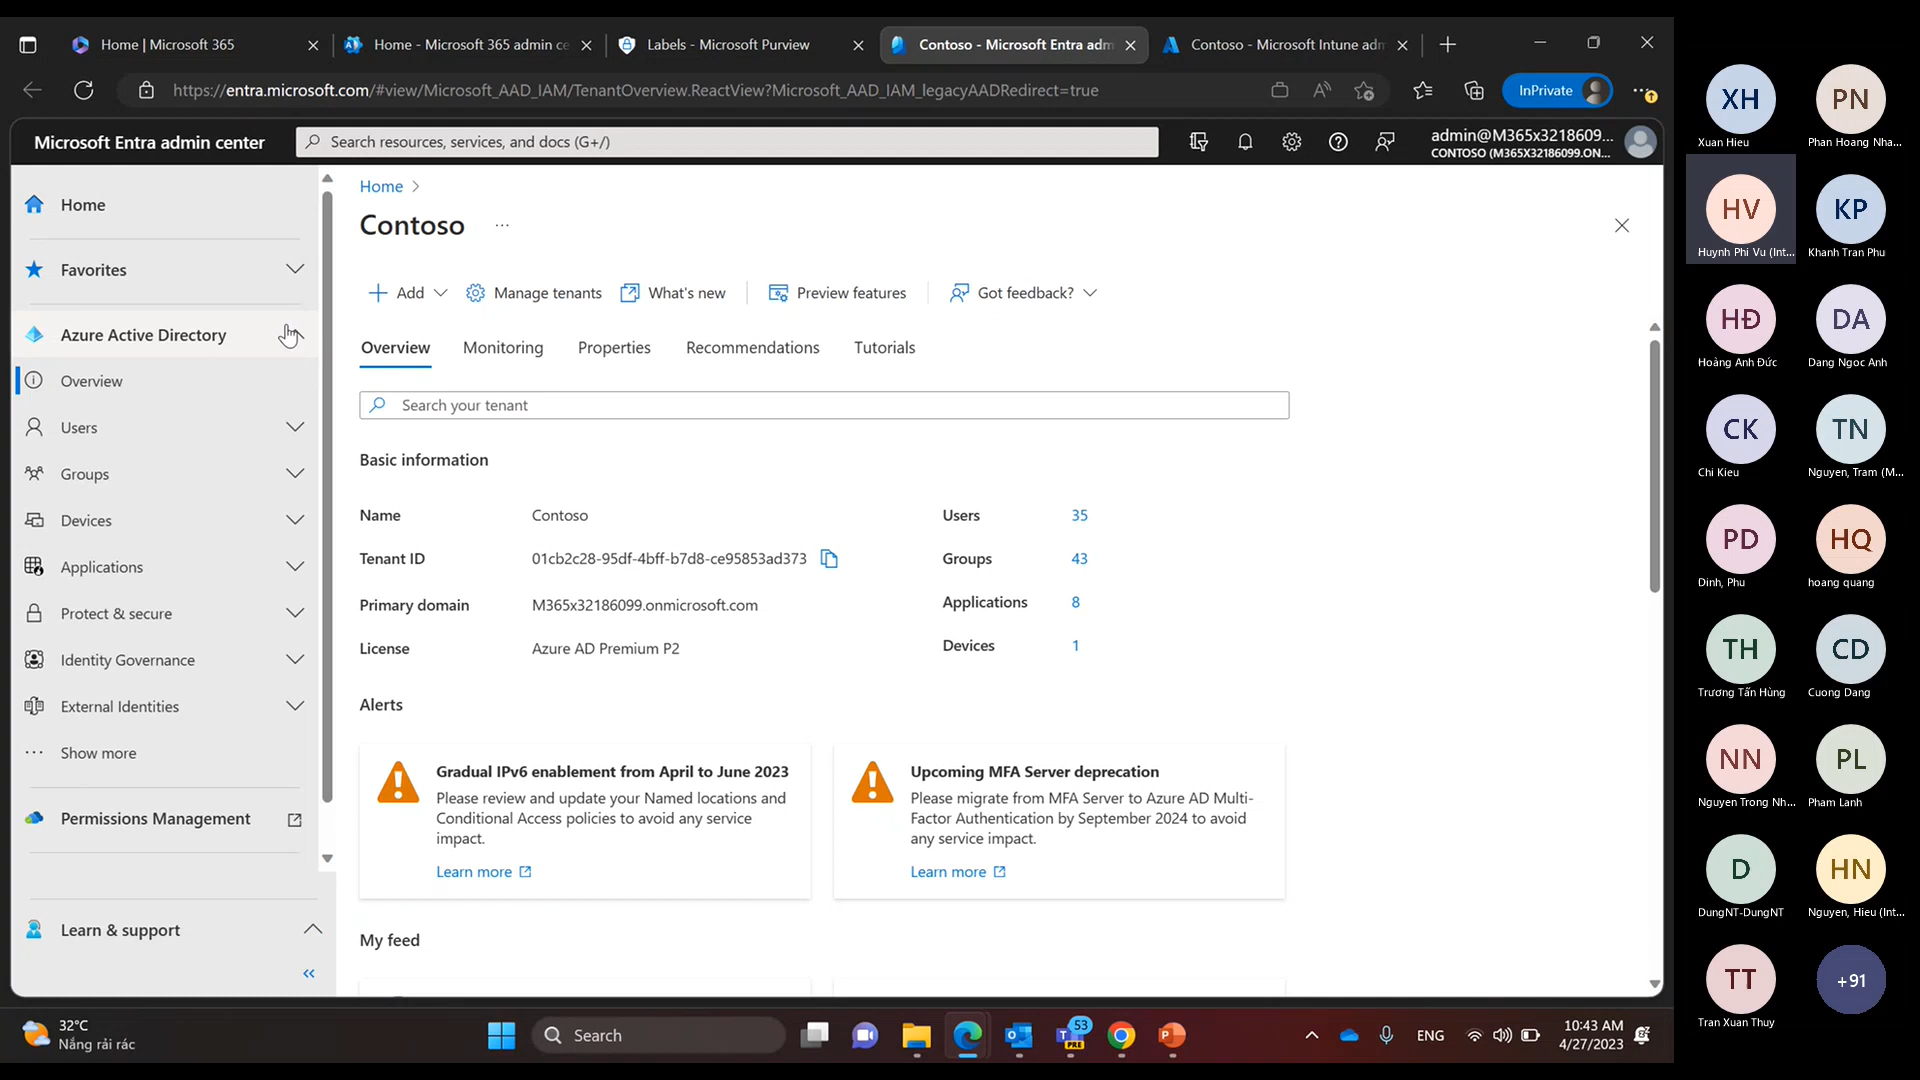 Home | Microsoft 365
Home - Microsoft 365 admin ce
Labels - Microsoft Purview
Contoso - Microsoft Entra adm
Contoso - Microsoft Intune adm
https://entra.microsoft.com/#view/Microsoft_AAD_IAM/TenantOverview.ReactView?Microsoft_AAD_IAM_legacyAADRedirect=true
InPrivate
Microsoft Entra admin center
Search resources, services, and docs (G+/)
admin@M365x3218609...
CONTOSO (M365X32186099.ON...
Home
Favorites
Azure Active Directory
Overview
Users
Groups
Devices
Applications
Protect & secure
Identity Governance
External Identities
Show more
Permissions Management
Learn & support
Home
Contoso
Add
Manage tenants
What's new
Preview features
Got feedback?
Overview
Monitoring
Properties
Recommendations
Tutorials
Search your tenant
Basic information
Name Contoso
Tenant ID 01cb2c28-95df-4bff-b7d8-ce95853ad373
Primary domain M365x32186099.onmicrosoft.com
License Azure AD Premium P2
Users 35
Groups 43
Applications 8
Devices 1
Alerts
Gradual IPv6 enablement from April to June 2023
Please review and update your Named locations and
Conditional Access policies to avoid any service
impact.
Learn more
Upcoming MFA Server deprecation
Please migrate from MFA Server to Azure AD Multi-
Factor Authentication by September 2024 to avoid
any service impact.
Learn more
My feed
32°C
Nắng rải rác
Search
53
PRE
ENG
10:43 AM
4/27/2023
XH
Xuan Hieu
PN
Phan Hoang Nha...
HV
Huynh Phi Vu (Int...
KP
Khanh Tran Phu
HĐ
Hoàng Anh Đức
DA
Dang Ngoc Anh
CK
Chi Kieu
TN
Nguyen, Tram (M...
PD
Dinh, Phu
HQ
hoang quang
TH
Trương Tấn Hùng
CD
Cuong Dang
NN
Nguyen Trong Nh...
PL
Pham Lanh
D
DungNT-DungNT
HN
Nguyen, Hieu (Int...
TT
Tran Xuan Thuy
+91